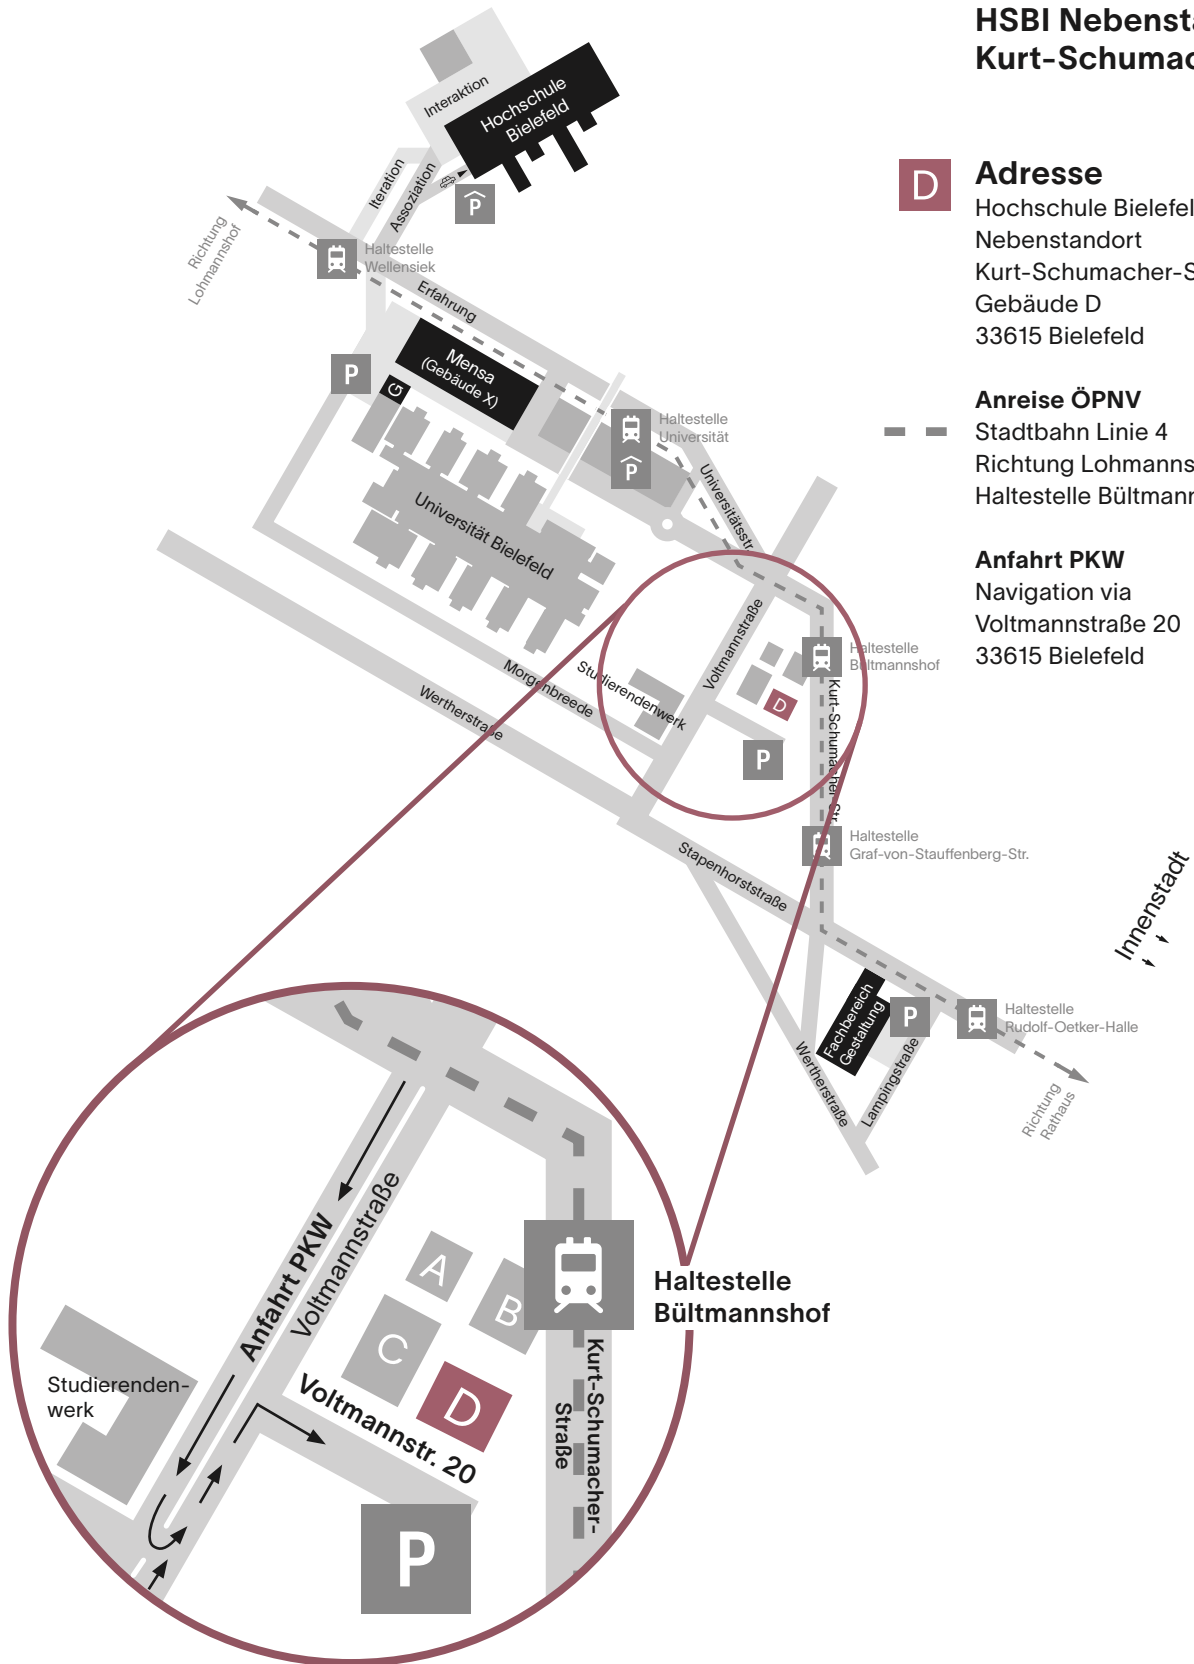 HSBI Nebensta
Kurt-Schumac
D
Adresse
Hochschule Bielefel
Nebenstandort
Kurt-Schumacher-S
Gebäude D
33615 Bielefeld
Anreise ÖPNV
Stadtbahn Linie 4
Richtung Lohmanns
Haltestelle Bültmann
Anfahrt PKW
Navigation via
Voltmannstraße 20
33615 Bielefeld
Interaktion
Hochschule
Bielefeld
Iteration
Assoziation
P
Richtung
Lohmannshof
Haltestelle
Wellensiek
Erfahrung
P
Mensa
(Gebäude X)
G
Haltestelle
Universität
P
Universitätsstr.
Universität Bielefeld
Voltmannstraße
Haltestelle
Bültmannshof
Studierendenwerk
Morgenbreede
Wertherstraße
D
P
Kurt-Schumacher-Str.
Haltestelle
Graf-von-Stauffenberg-Str.
Stapenhorststraße
Innenstadt
Fachbereich
Gestaltung
P
Haltestelle
Rudolf-Oetker-Halle
Wertherstraße
Lampingstraße
Richtung
Rathaus
Anfahrt PKW
Voltmannstraße
A
B
C
D
Haltestelle
Bültmannshof
Studierenden-
werk
Voltmannstr. 20
Kurt-Schumacher-
Straße
P